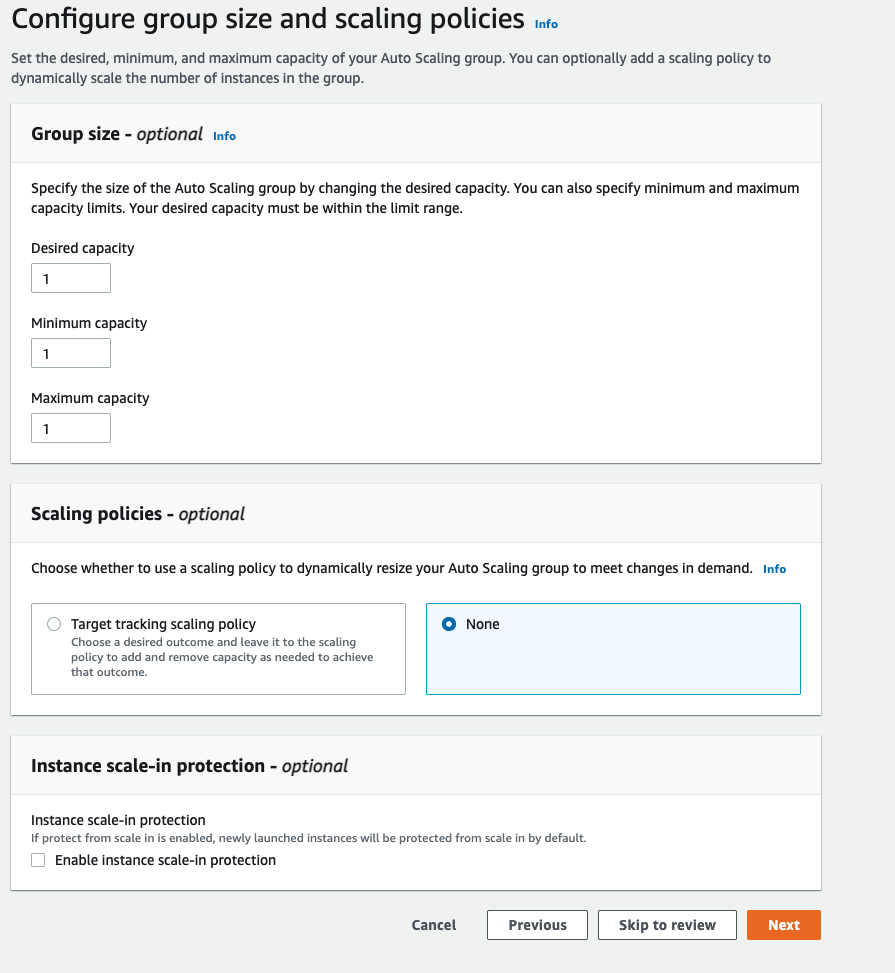 Configure group size and scaling policies Info
Set the desired, minimum, and maximum capacity of your Auto Scaling group. You can optionally add a scaling policy to
dynamically scale the number of instances in the group.
Group size - optional Info
Specify the size of the Auto Scaling group by changing the desired capacity. You can also specify minimum and maximum
capacity limits. Your desired capacity must be within the limit range.
Desired capacity
1
Minimum capacity
1
Maximum capacity
1
Scaling policies - optional
Choose whether to use a scaling policy to dynamically resize your Auto Scaling group to meet changes in demand. Info
Target tracking scaling policy
Choose a desired outcome and leave it to the scaling
policy to add and remove capacity as needed to achieve
that outcome.
None
Instance scale-in protection - optional
Instance scale-in protection
If protect from scale in is enabled, newly launched instances will be protected from scale in by default.
Enable instance scale-in protection
Cancel Previous Skip to review Next